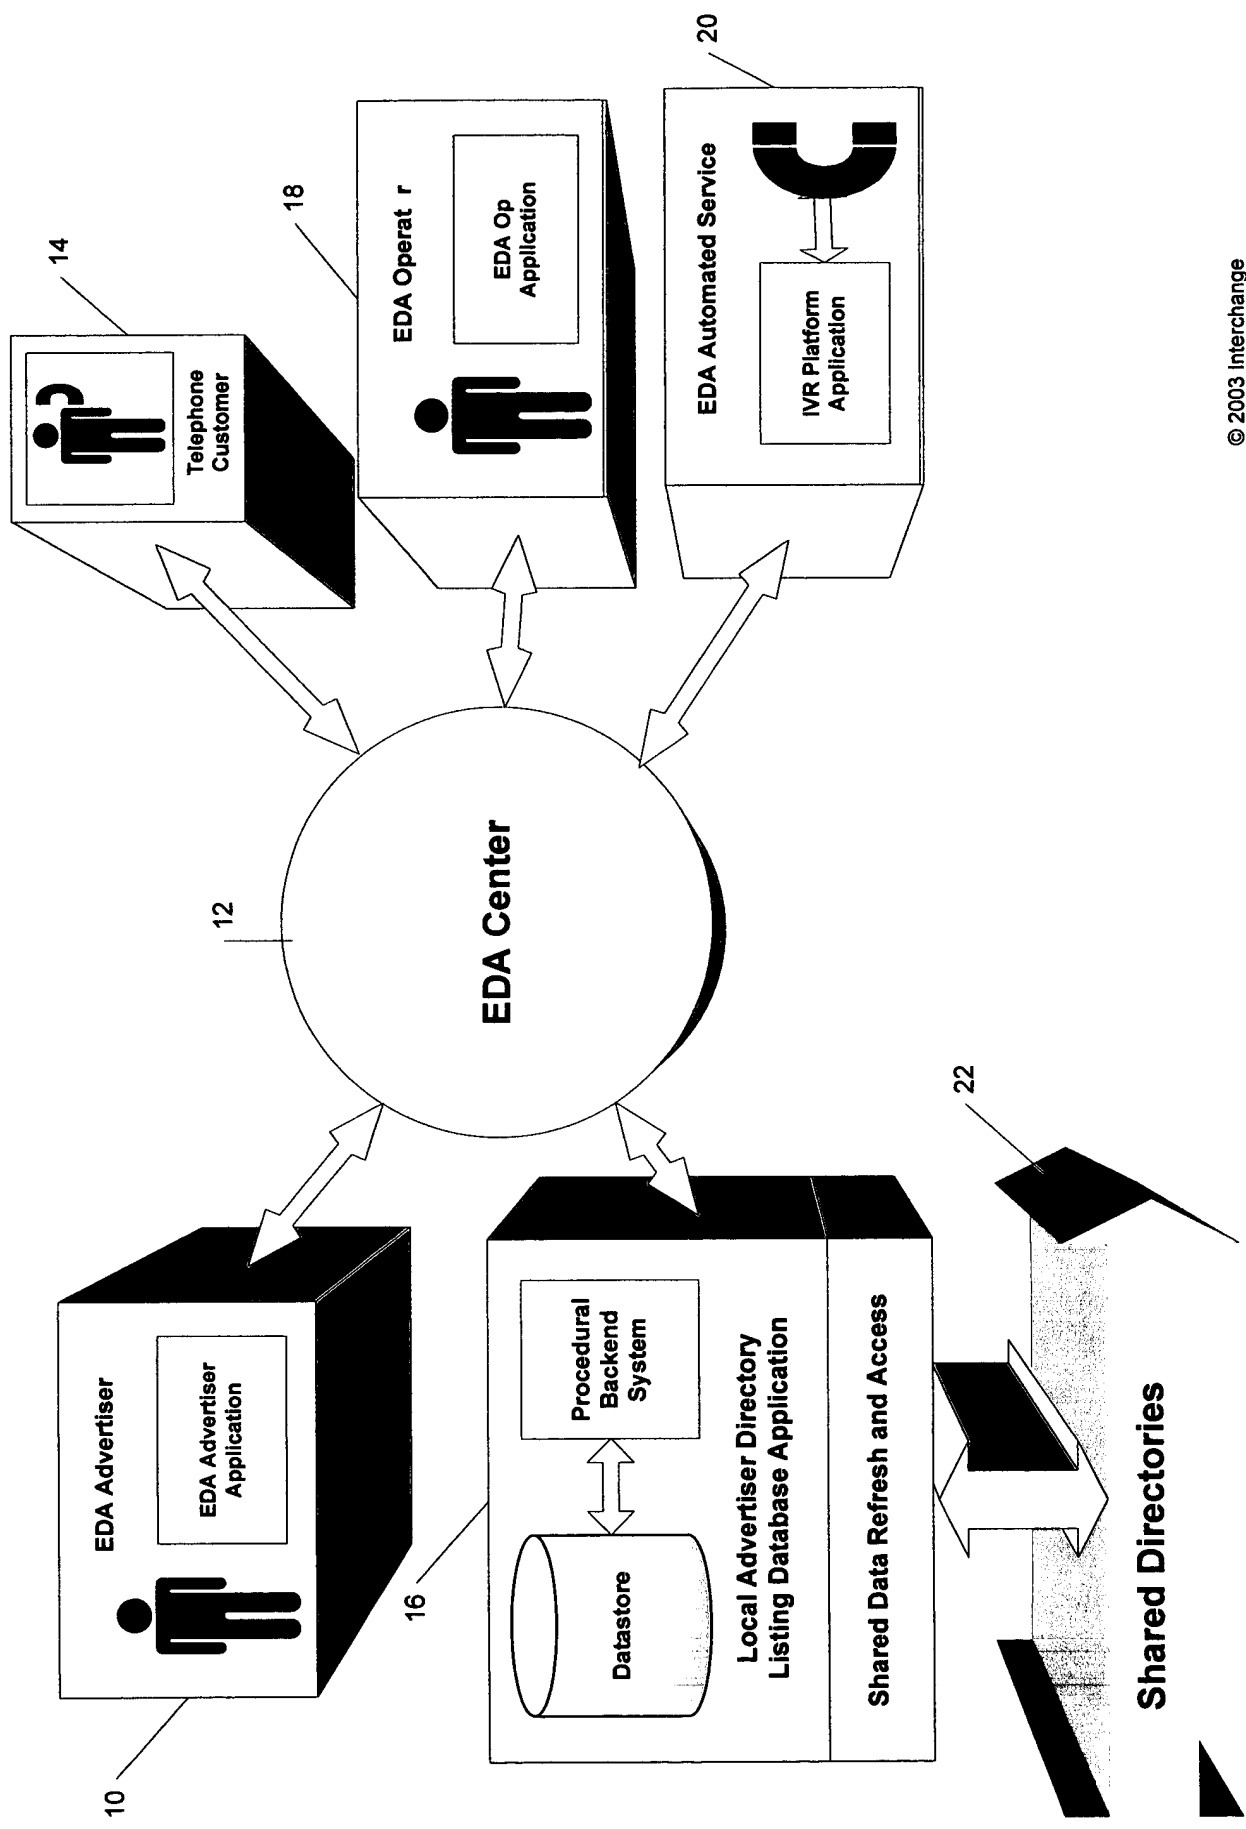 10
EDA Advertiser
EDA Advertiser
Application
12
EDA Center
14
Telephone
Customer
16
Datastore
Procedural
Backend
System
Local Advertiser Directory
Listing Database Application
Shared Data Refresh and Access
18
EDA Operat r
EDA Op
Application
20
EDA Automated Service
IVR Platform
Application
22
Shared Directories
© 2003 Interchange